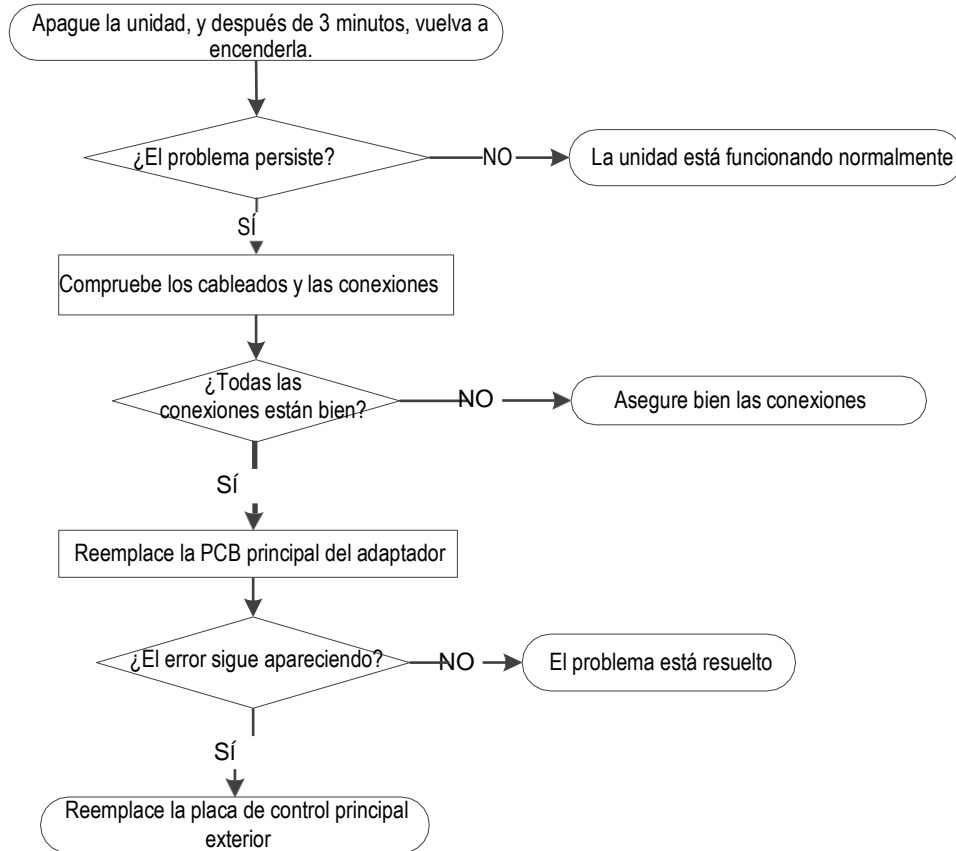 Apague la unidad, y después de 3 minutos, vuelva a
encenderla.
¿El problema persiste?
NO
La unidad está funcionando normalmente
SÍ
Compruebe los cableados y las conexiones
¿Todas las
conexiones están bien?
NO
Asegure bien las conexiones
SÍ
Reemplace la PCB principal del adaptador
¿El error sigue apareciendo?
NO
El problema está resuelto
SÍ
Reemplace la placa de control principal
exterior